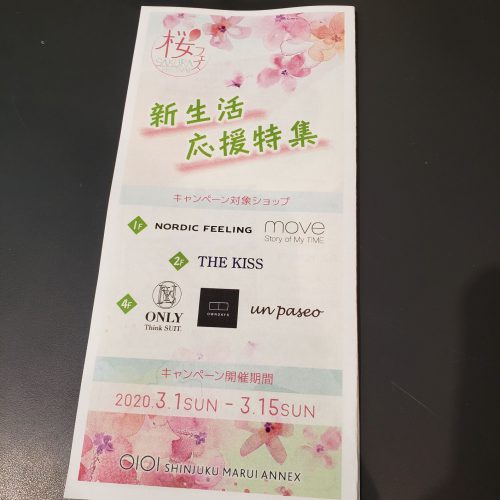 桜フェス
SAKURA
新生活
応援特集
キャンペーン対象ショップ
1F NORDIC FEELING move
Story of My TIME
2F THE KISS
4F ONLY
Think SUIT.
OWNDAYS
un paseo
キャンペーン開催期間
2020.3.1SUN - 3.15SUN
OIOI SHINJUKU MARUI ANNEX